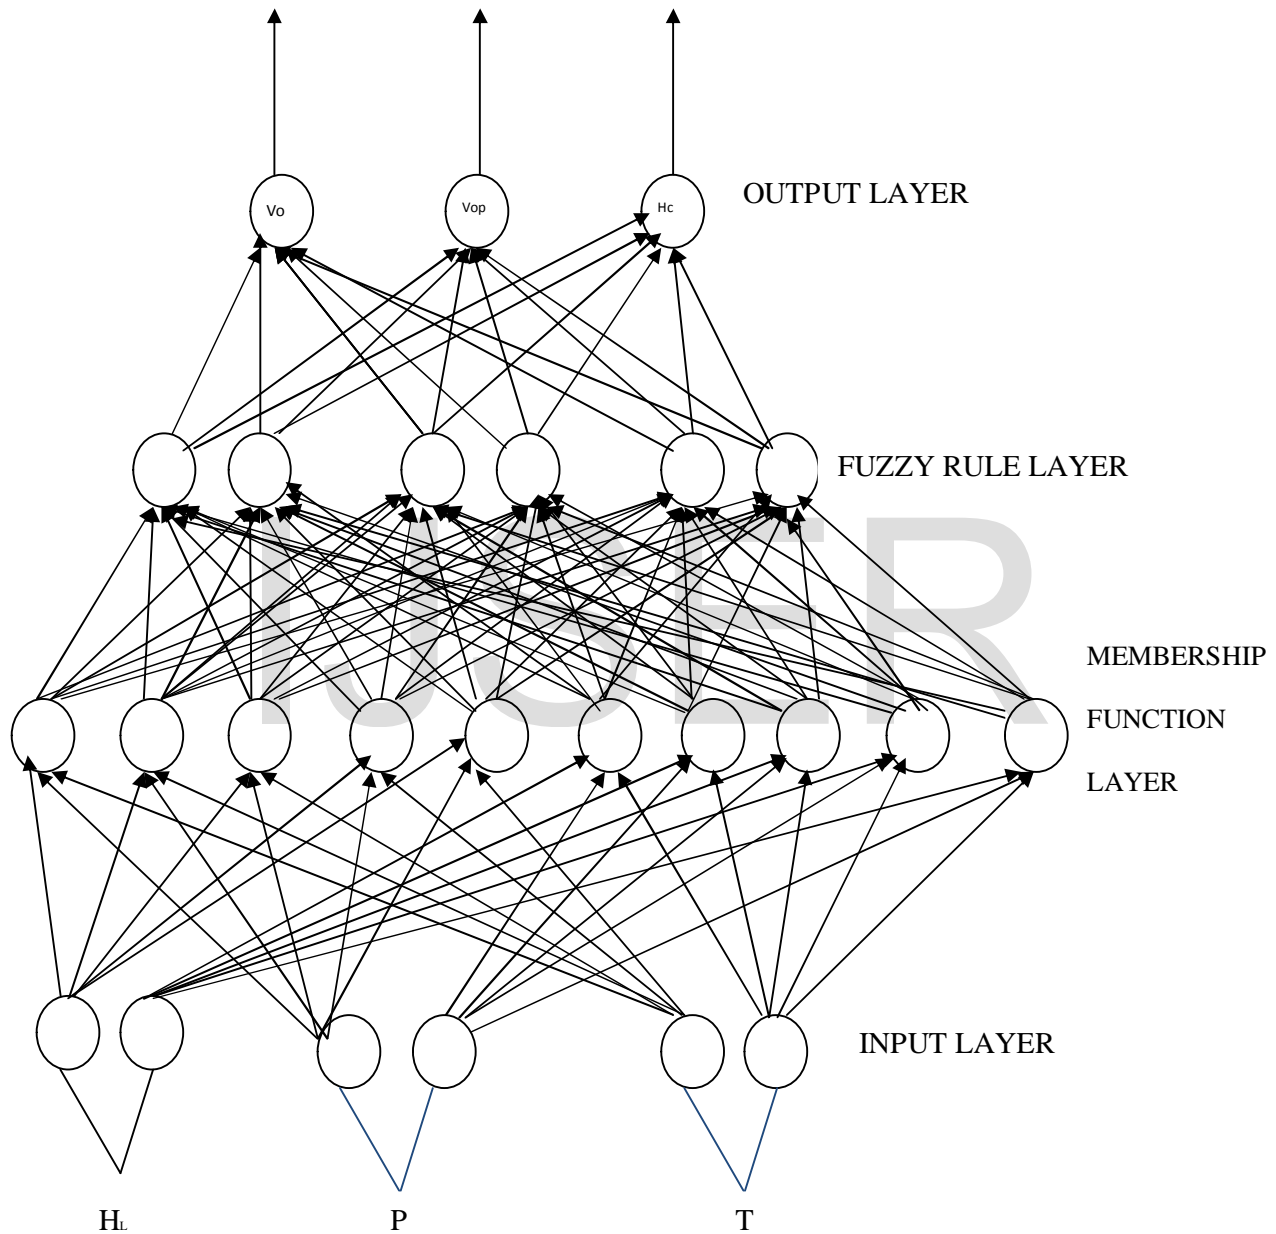 Vo
Vop
Hc
OUTPUT LAYER
FUZZY RULE LAYER
IJSER
MEMBERSHIP
FUNCTION
LAYER
INPUT LAYER
HL
P
T